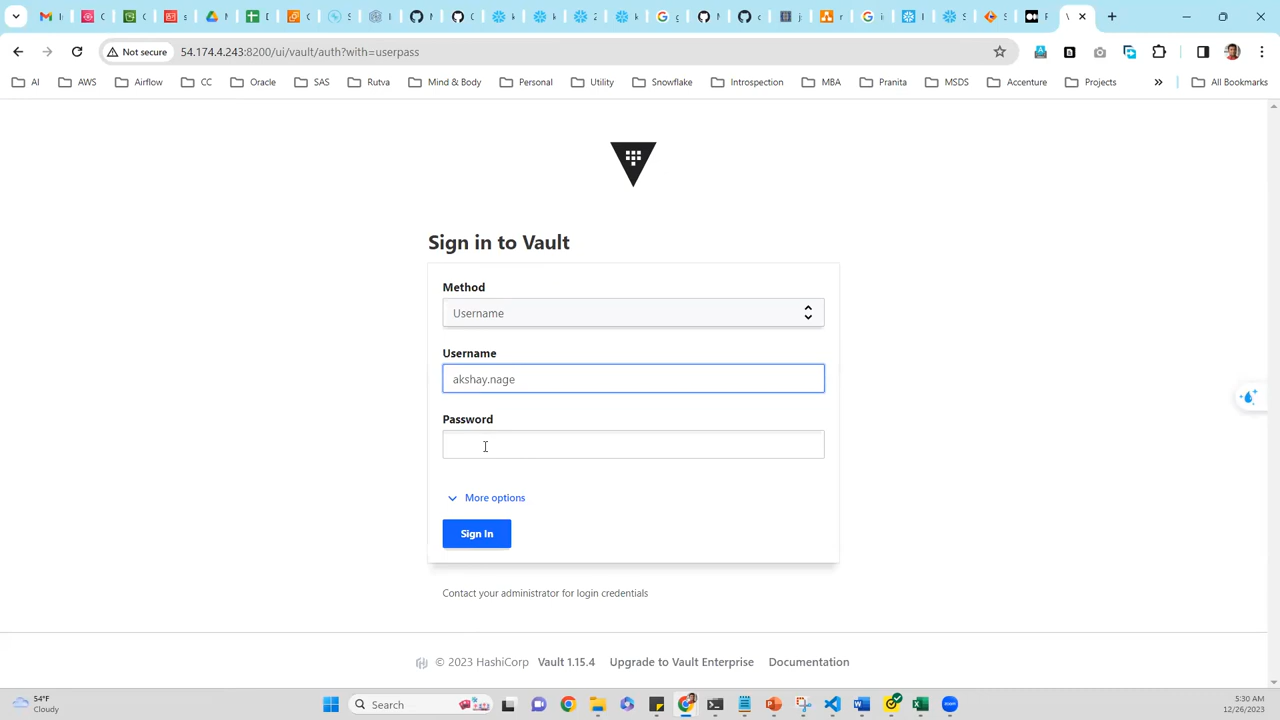 Not secure 54.174.4.243:8200/ui/vault/auth?with=userpass
AI AWS Airflow CC Oracle SAS Rutva Mind & Body Personal Utility Snowflake Introspection MBA Pranita MSDS Accenture Projects » All Bookmarks
Sign in to Vault
Method
Username
Username
akshay.nage
Password
More options
Sign In
Contact your administrator for login credentials
© 2023 HashiCorp Vault 1.15.4 Upgrade to Vault Enterprise Documentation
54°F
Cloudy
Search
5:30 AM
12/26/2023